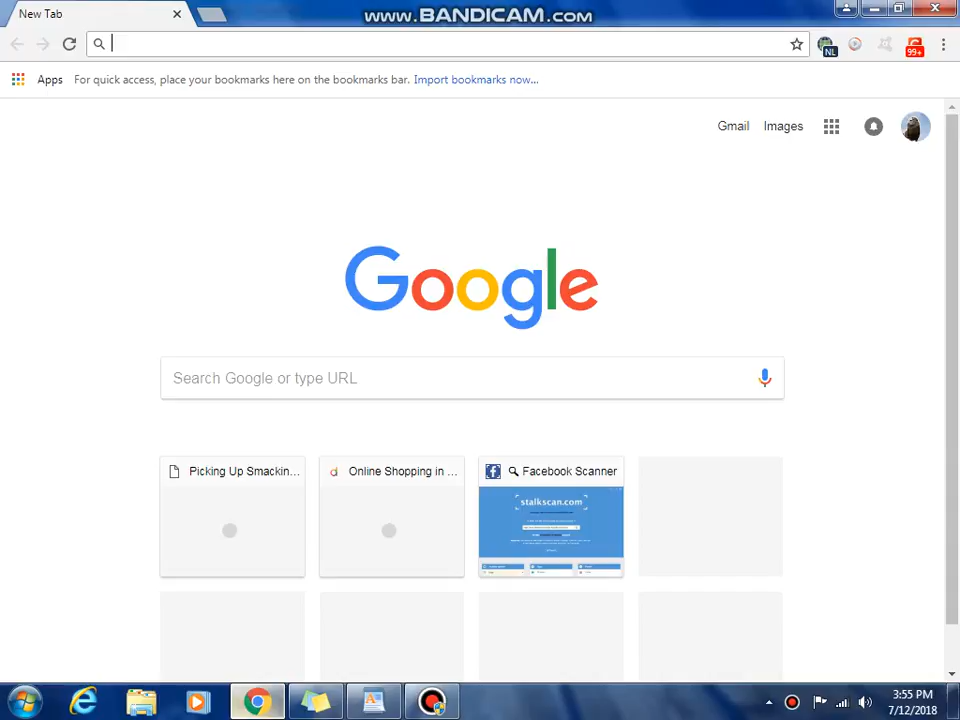 New Tab
www.BANDICAM.com
NL
99+
Apps
For quick access, place your bookmarks here on the bookmarks bar. Import bookmarks now...
Gmail
Images
Google
Search Google or type URL
Picking Up Smackin...
Online Shopping in ...
Facebook Scanner
stalkscan.com
3:55 PM
7/12/2018